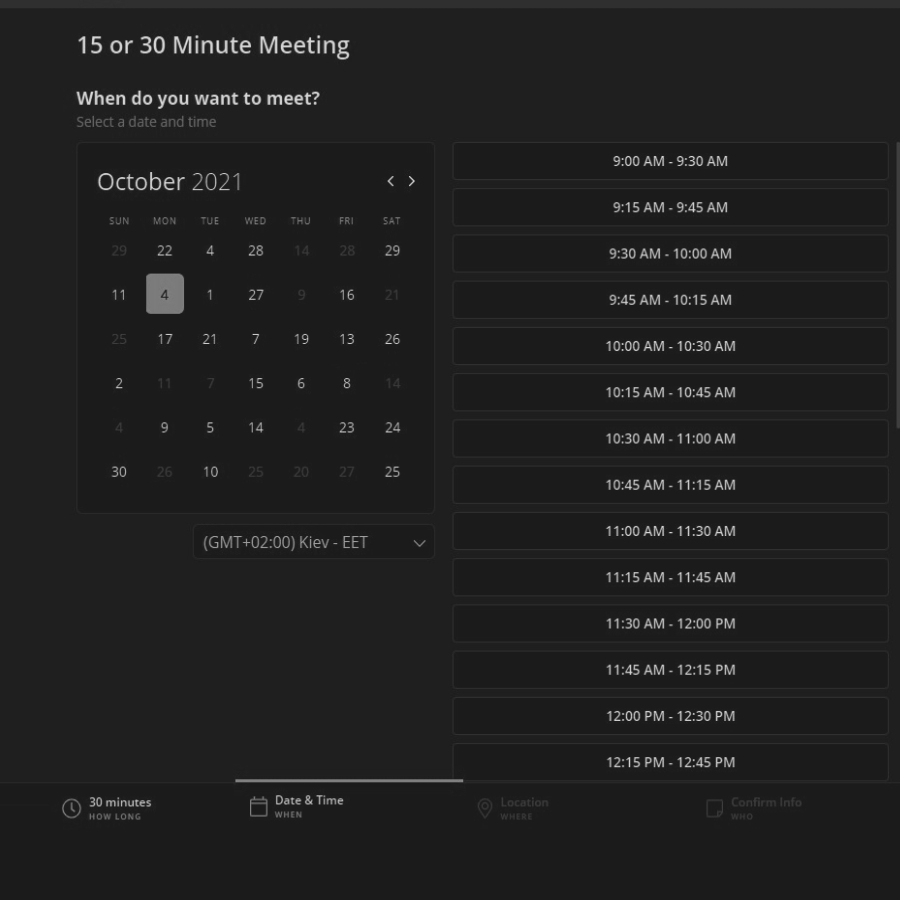 15 or 30 Minute Meeting
When do you want to meet?
Select a date and time
October 2021
SUN MON TUE WED THU FRI SAT
29 22 4 28 14 28 29
11 4 1 27 9 16 21
25 17 21 7 19 13 26
2 11 7 15 6 8 14
4 9 5 14 4 23 24
30 26 10 25 20 27 25
(GMT+02:00) Kiev - EET
9:00 AM - 9:30 AM
9:15 AM - 9:45 AM
9:30 AM - 10:00 AM
9:45 AM - 10:15 AM
10:00 AM - 10:30 AM
10:15 AM - 10:45 AM
10:30 AM - 11:00 AM
10:45 AM - 11:15 AM
11:00 AM - 11:30 AM
11:15 AM - 11:45 AM
11:30 AM - 12:00 PM
11:45 AM - 12:15 PM
12:00 PM - 12:30 PM
12:15 PM - 12:45 PM
30 minutes
HOW LONG
Date & Time
WHEN
Location
WHERE
Confirm Info
WHO